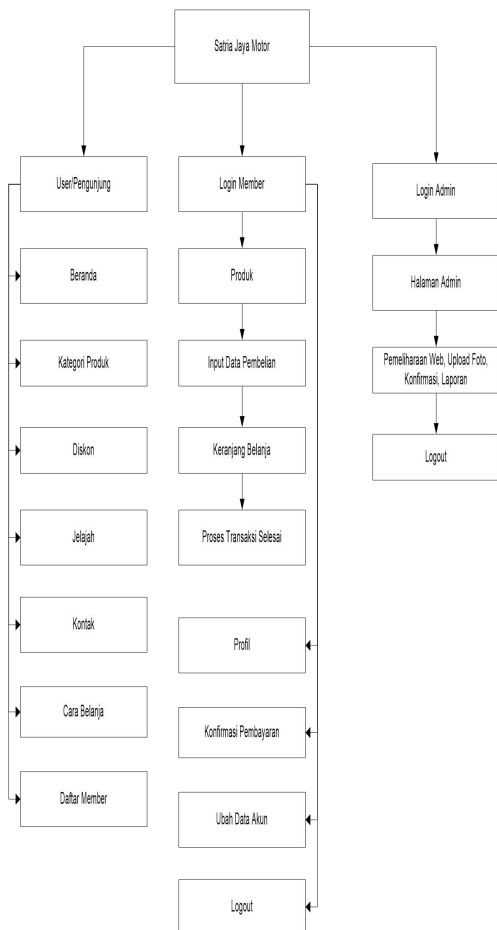 Satria Jaya Motor
User/Pengunjung
Beranda
Kategori Produk
Diskon
Jelajah
Kontak
Cara Belanja
Daftar Member
Login Member
Produk
Input Data Pembelian
Keranjang Belanja
Proses Transaksi Selesai
Profil
Konfirmasi Pembayaran
Ubah Data Akun
Logout
Login Admin
Halaman Admin
Pemeliharaan Web, Upload Foto,
Konfirmasi, Laporan
Logout